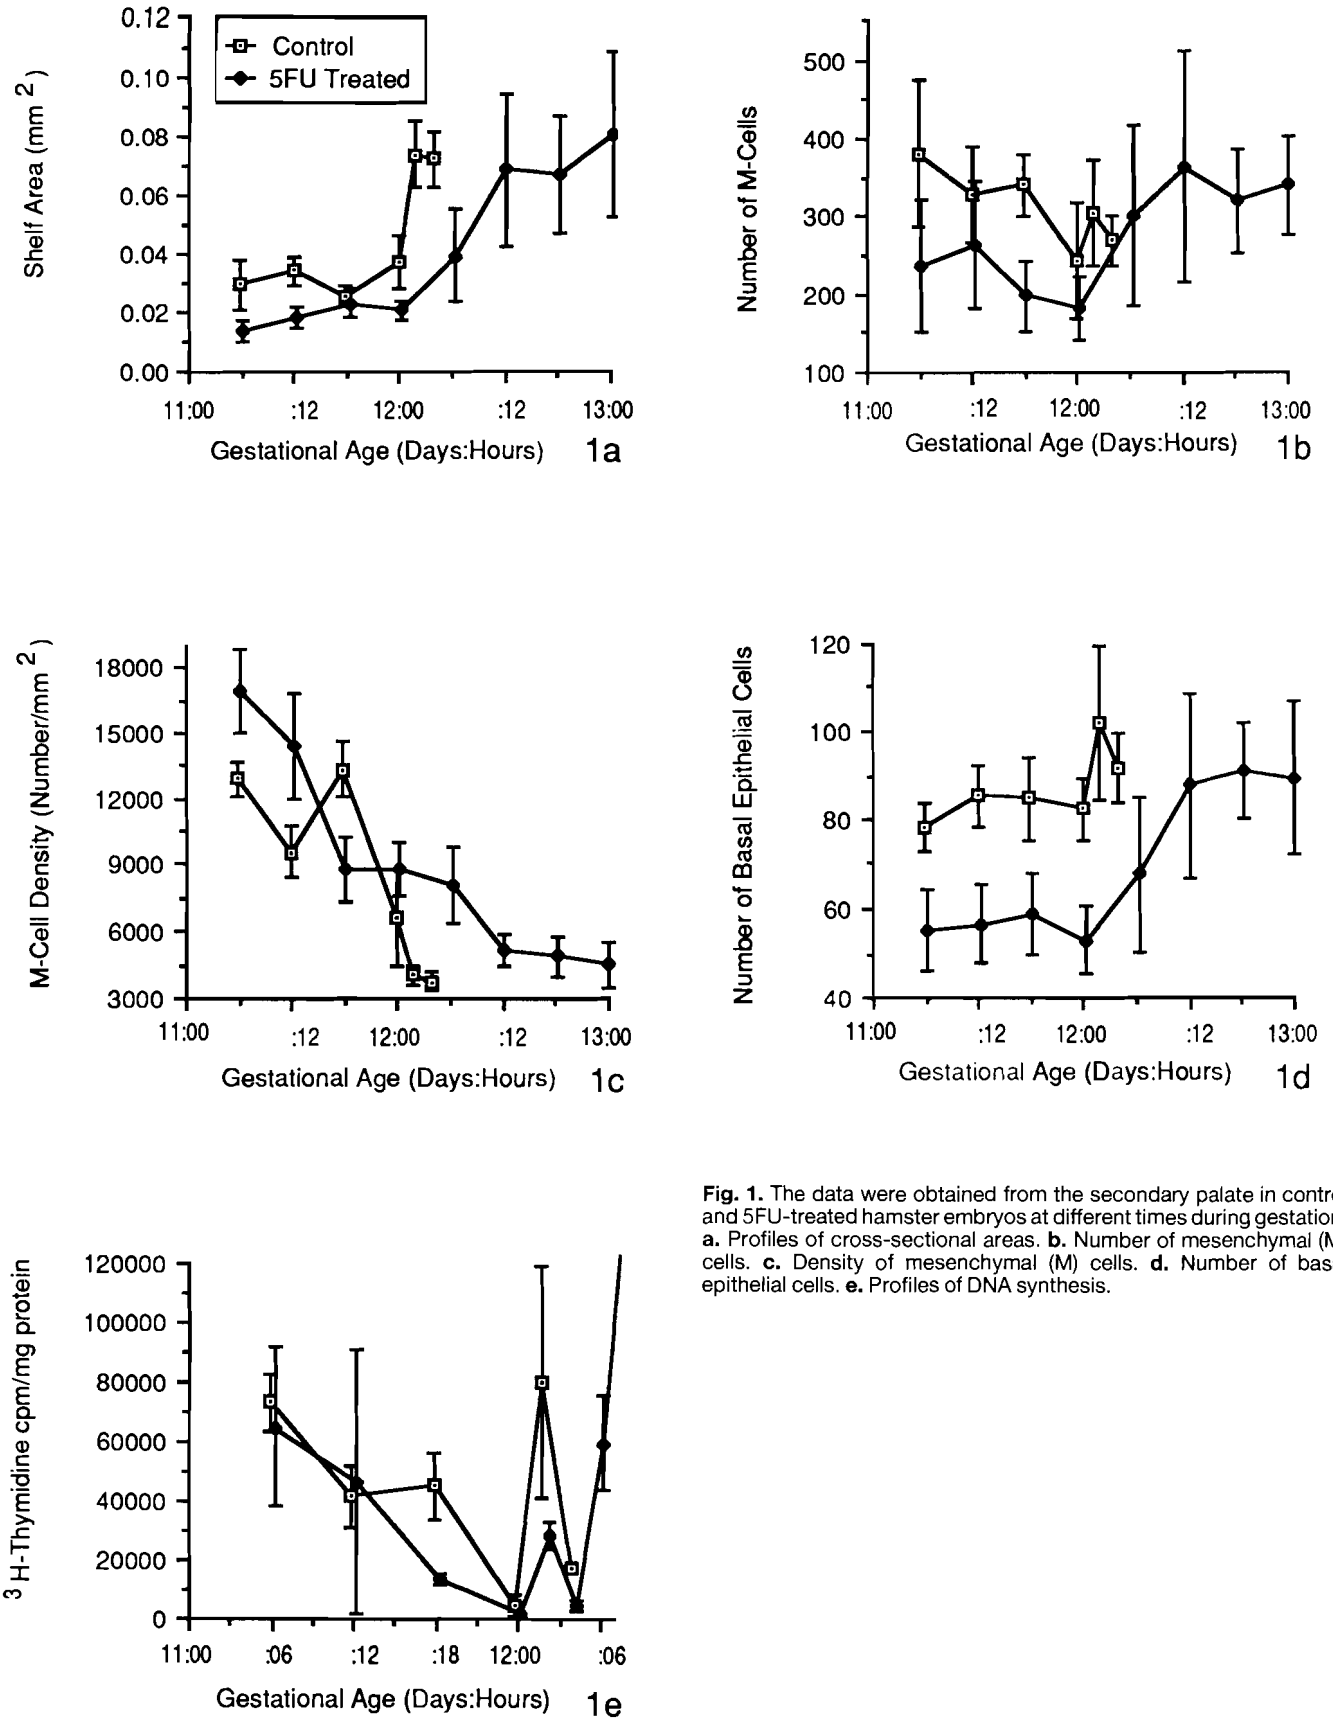 Shelf Area (mm 2)
0.12
0.10
0.08
0.06
0.04
0.02
0.00
Control
5FU Treated
11:00 :12 12:00 :12 13:00
Gestational Age (Days:Hours) 1a
Number of M-Cells
500
400
300
200
100
11:00 :12 12:00 :12 13:00
Gestational Age (Days:Hours) 1b
M-Cell Density (Number/mm 2)
18000
15000
12000
9000
6000
3000
11:00 :12 12:00 :12 13:00
Gestational Age (Days:Hours) 1c
Number of Basal Epithelial Cells
120
100
80
60
40
11:00 :12 12:00 :12 13:00
Gestational Age (Days:Hours) 1d
3 H-Thymidine cpm/mg protein
120000
100000
80000
60000
40000
20000
0
11:00 :06 :12 :18 12:00 :06
Gestational Age (Days:Hours) 1e
Fig. 1. The data were obtained from the secondary palate in contr
and 5FU-treated hamster embryos at different times during gestation
a. Profiles of cross-sectional areas. b. Number of mesenchymal (M
cells. c. Density of mesenchymal (M) cells. d. Number of bas
epithelial cells. e. Profiles of DNA synthesis.